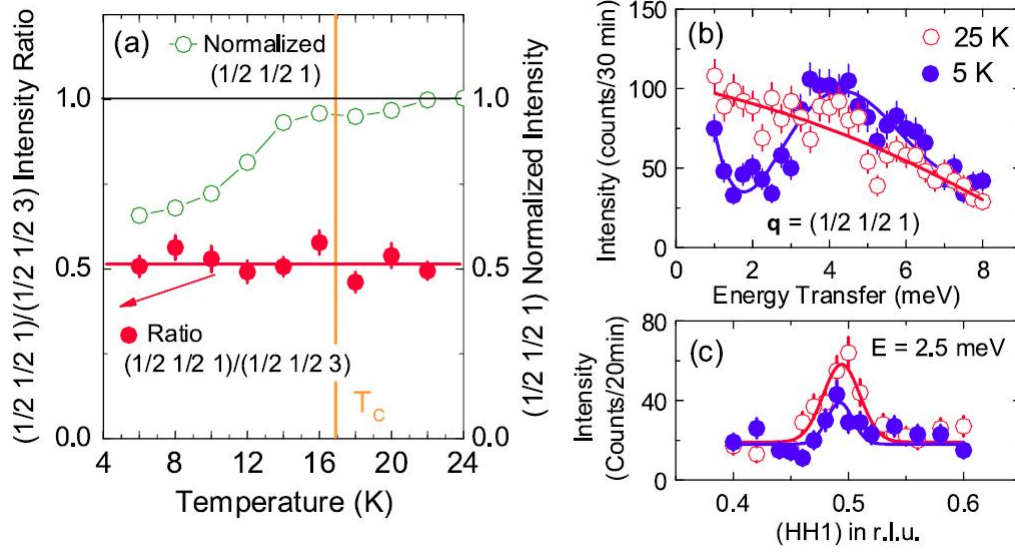 (a)
Normalized
(1/2 1/2 1)
(1/2 1/2 1)/(1/2 1/2 3) Intensity Ratio
1.0
0.5
0.0
Ratio
(1/2 1/2 1)/(1/2 1/2 3)
T_C
1.0
0.5
0.0
(1/2 1/2 1) Normalized Intensity
4 8 12 16 20 24
Temperature (K)
(b)
25 K
5 K
Intensity (counts/30 min)
150
100
50
0
q = (1/2 1/2 1)
0 2 4 6 8
Energy Transfer (meV)
(c)
E = 2.5 meV
Intensity
(Counts/20min)
80
60
40
20
0
0.4 0.5 0.6
(HH1) in r.l.u.